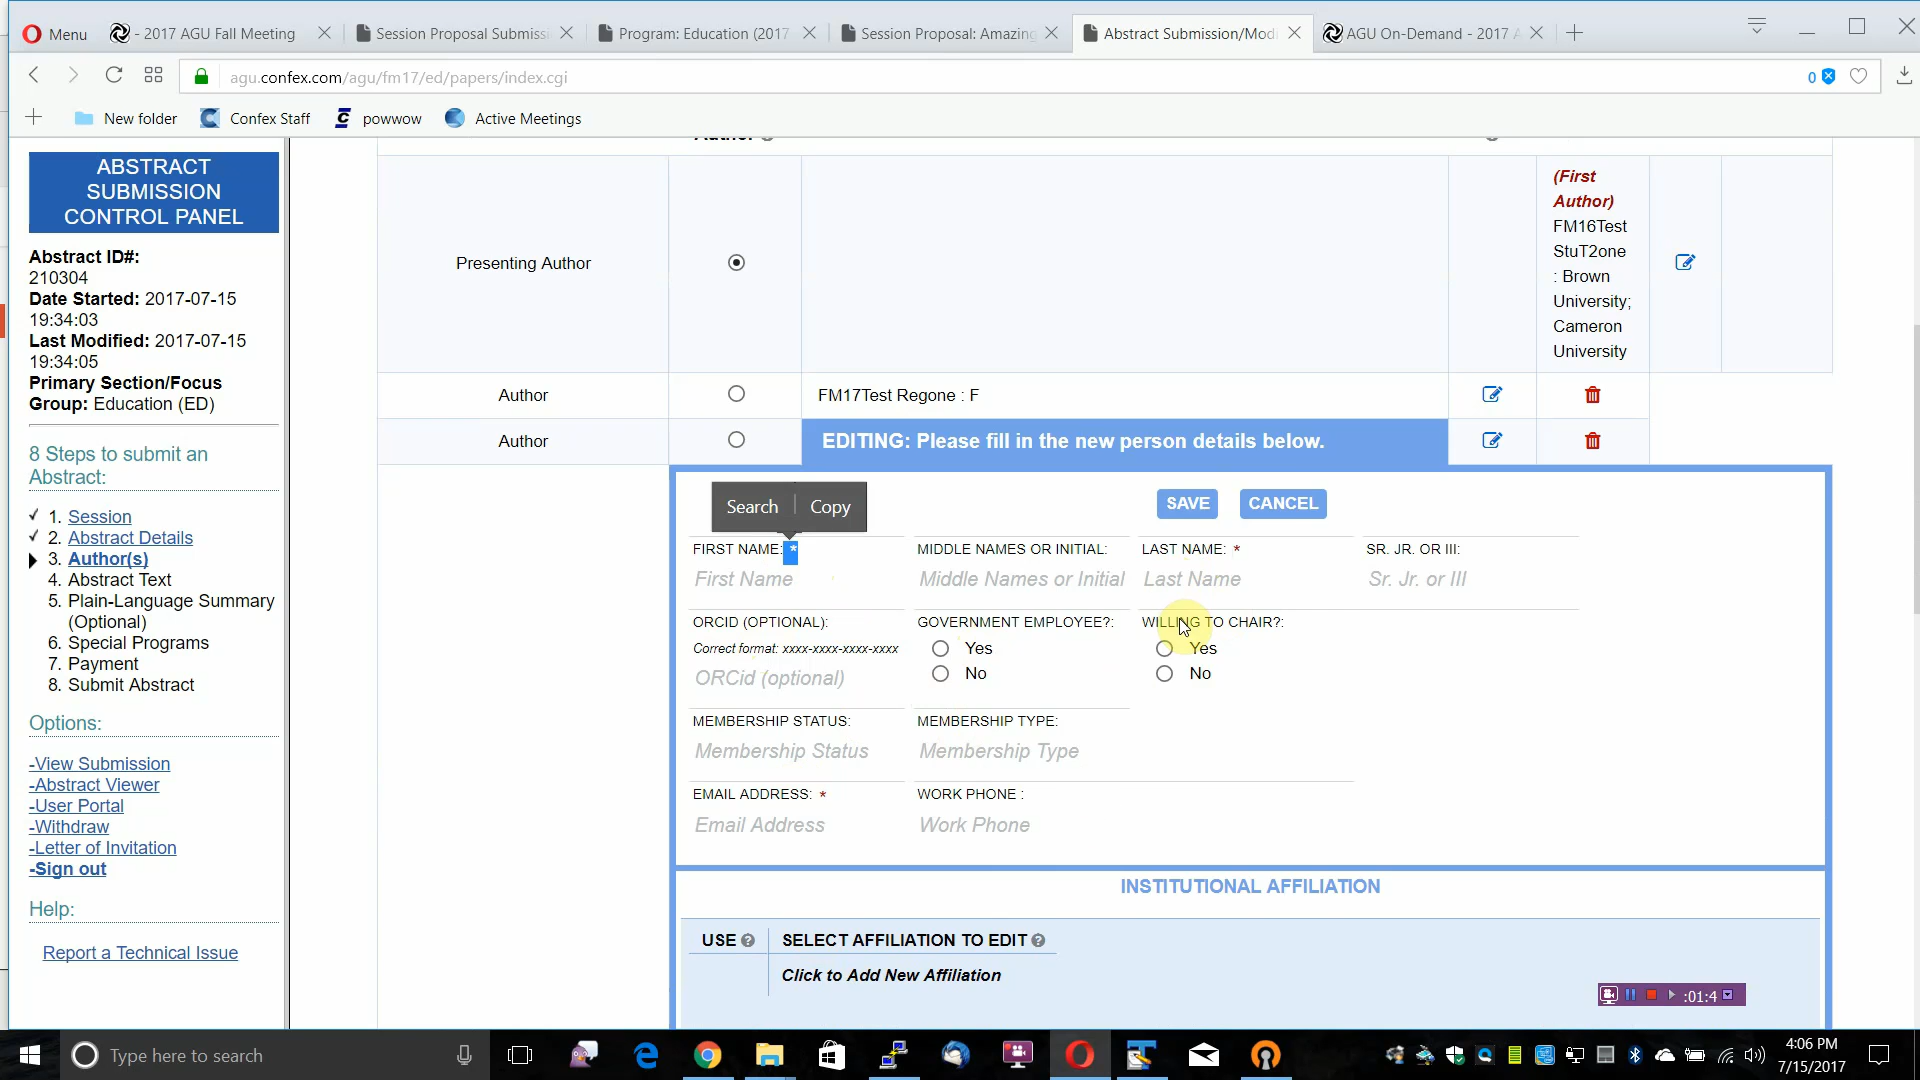 Menu
- 2017 AGU Fall Meeting
Session Proposal Submissi
Program: Education (2017
Session Proposal: Amazing
Abstract Submission/Modi
AGU On-Demand - 2017 A
agu.confex.com/agu/fm17/ed/papers/index.cgi
0
New folder
Confex Staff
powwow
Active Meetings
ABSTRACT
SUBMISSION
CONTROL PANEL
Abstract ID#:
210304
Date Started: 2017-07-15
19:34:03
Last Modified: 2017-07-15
19:34:05
Primary Section/Focus
Group: Education (ED)
8 Steps to submit an
Abstract:
1. Session
2. Abstract Details
3. Author(s)
4. Abstract Text
5. Plain-Language Summary
(Optional)
6. Special Programs
7. Payment
8. Submit Abstract
Options:
-View Submission
-Abstract Viewer
-User Portal
-Withdraw
-Letter of Invitation
-Sign out
Help:
Report a Technical Issue
Presenting Author
(First
Author)
FM16Test
StuT2one
: Brown
University;
Cameron
University
Author
FM17Test Regone : F
Author
EDITING: Please fill in the new person details below.
Search
Copy
SAVE
CANCEL
FIRST NAME: *
MIDDLE NAMES OR INITIAL:
LAST NAME: *
SR. JR. OR III:
First Name
Middle Names or Initial
Last Name
Sr. Jr. or III
ORCID (OPTIONAL):
GOVERNMENT EMPLOYEE?:
WILLING TO CHAIR?:
Correct format: xxxx-xxxx-xxxx-xxxx
Yes
Yes
ORCid (optional)
No
No
MEMBERSHIP STATUS:
MEMBERSHIP TYPE:
Membership Status
Membership Type
EMAIL ADDRESS: *
WORK PHONE :
Email Address
Work Phone
INSTITUTIONAL AFFILIATION
USE
SELECT AFFILIATION TO EDIT
Click to Add New Affiliation
:01:4
Type here to search
4:06 PM
7/15/2017